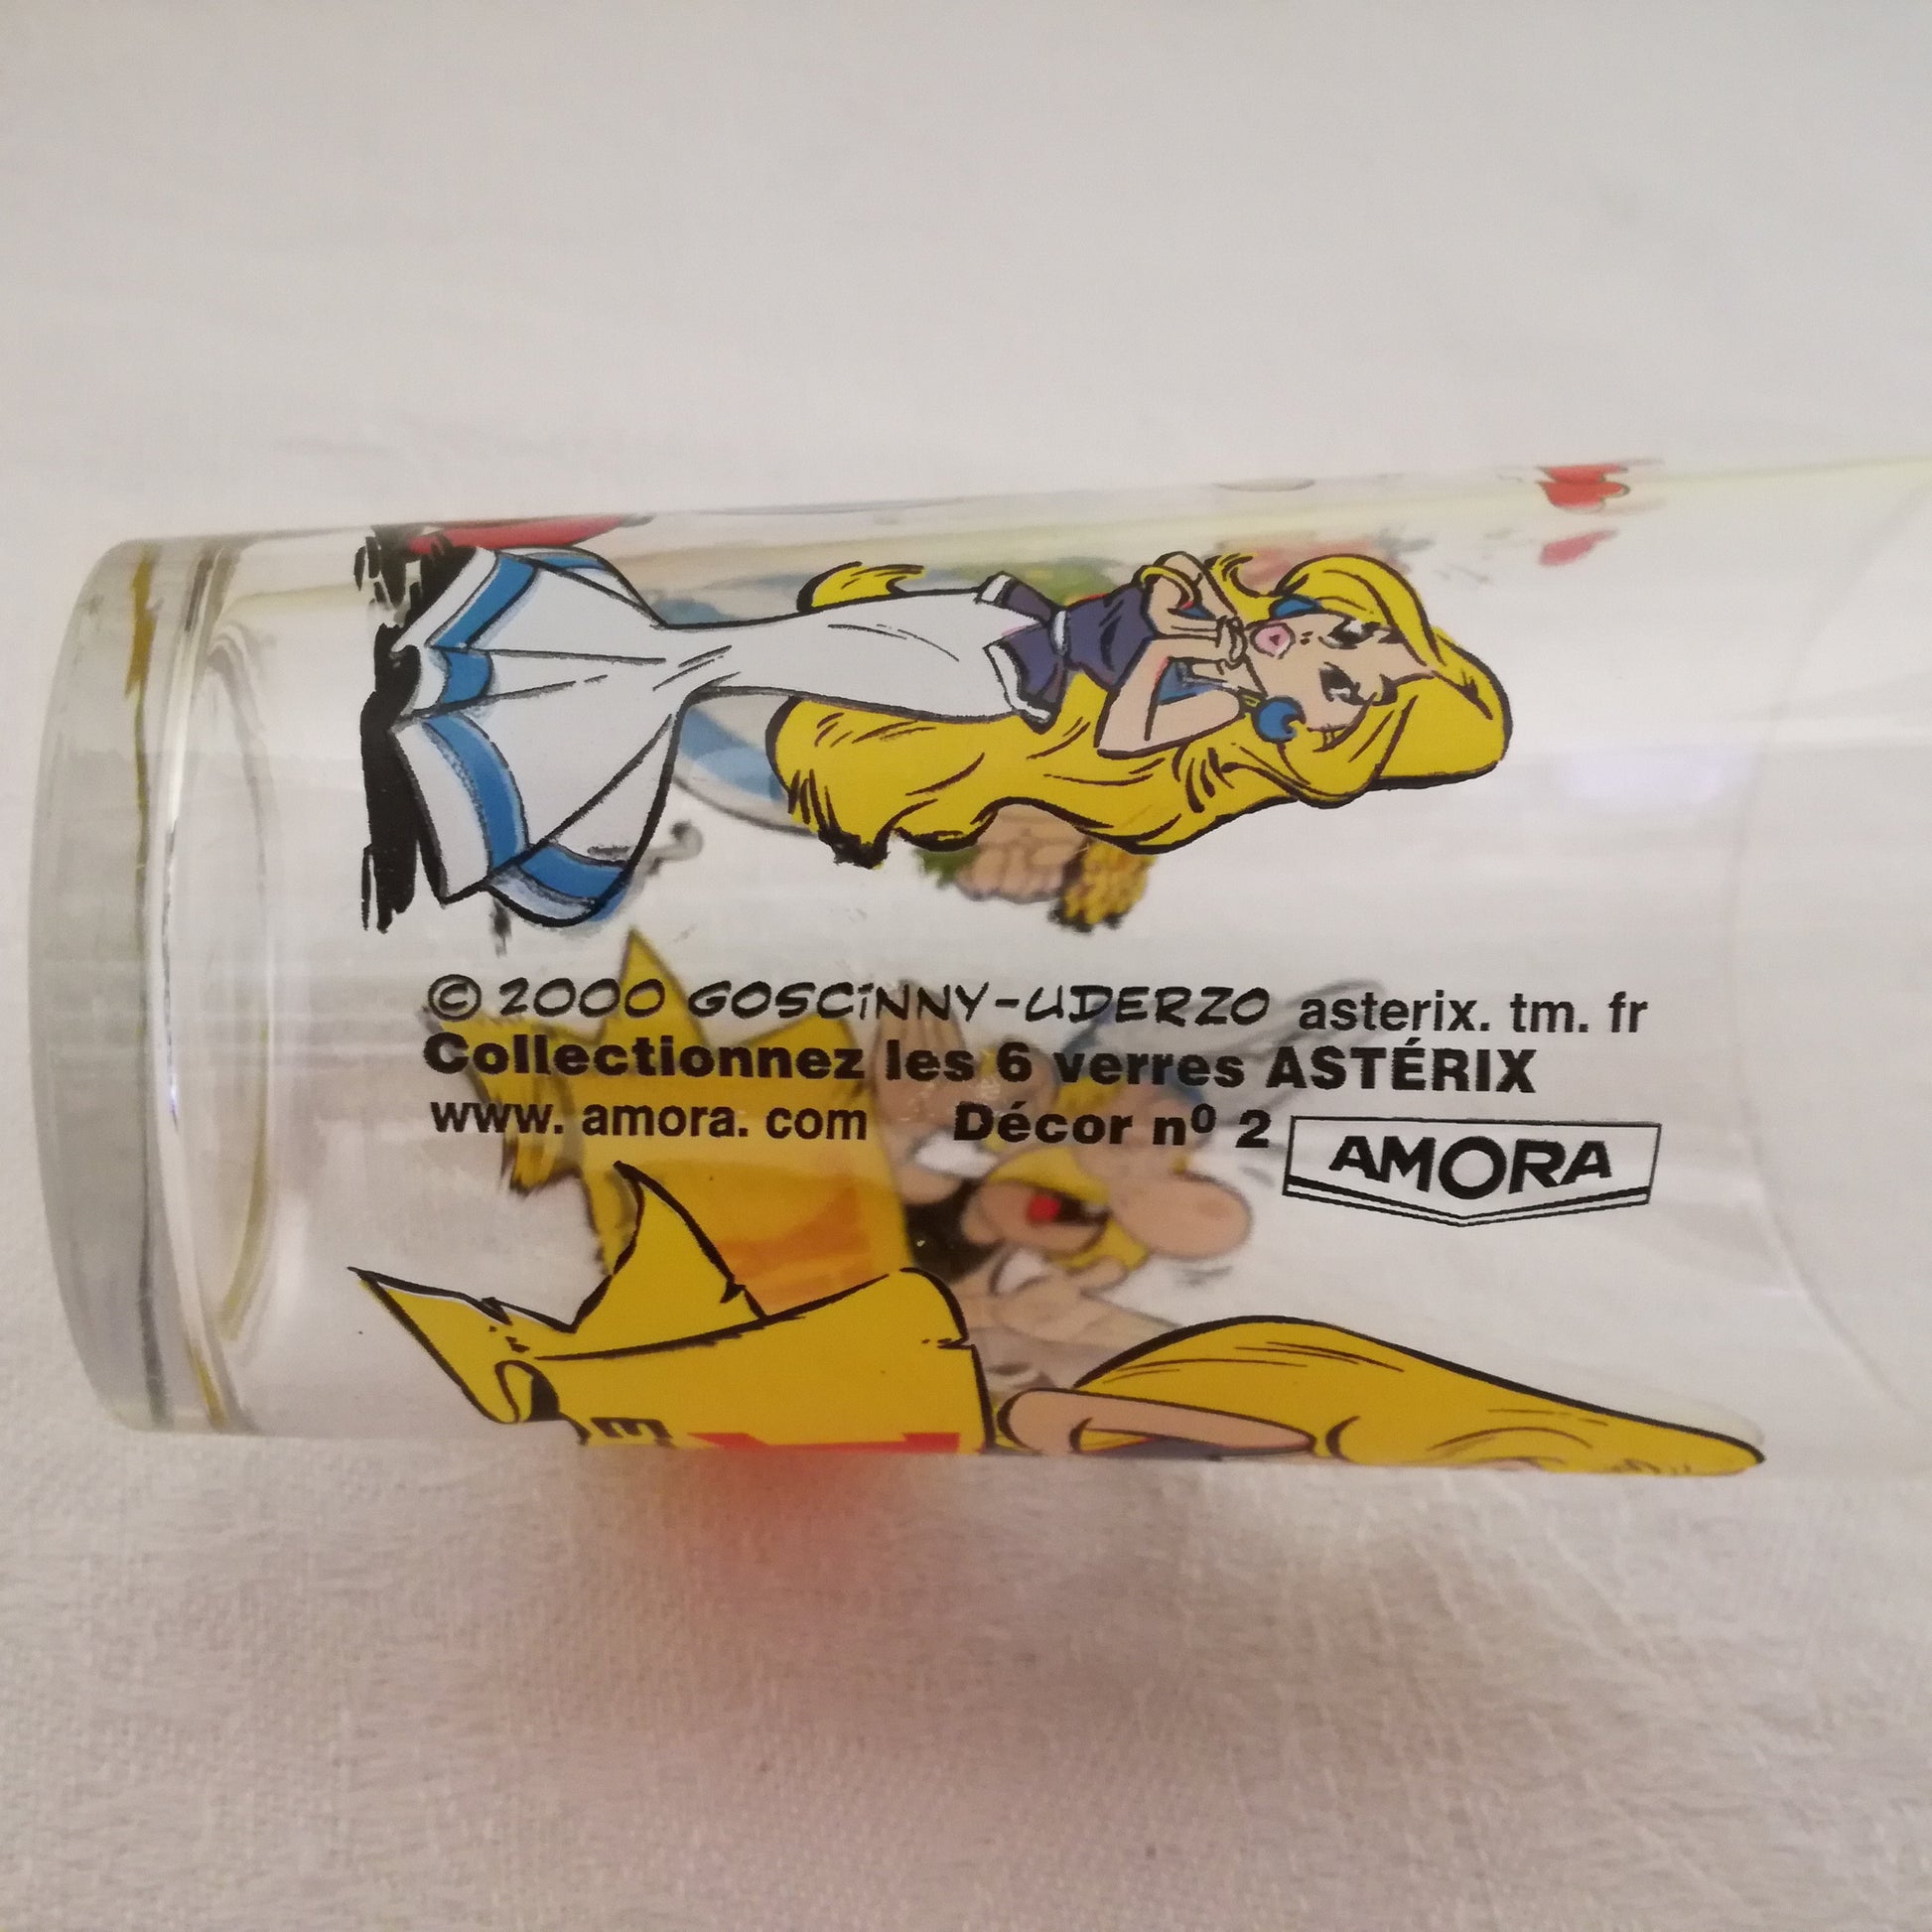 © 2000 GOSCiNNY-UDERZO asterix. tm. fr
Collectionnez les 6 verres ASTÉRIX
www. amora. com Décor nº 2
AMORA